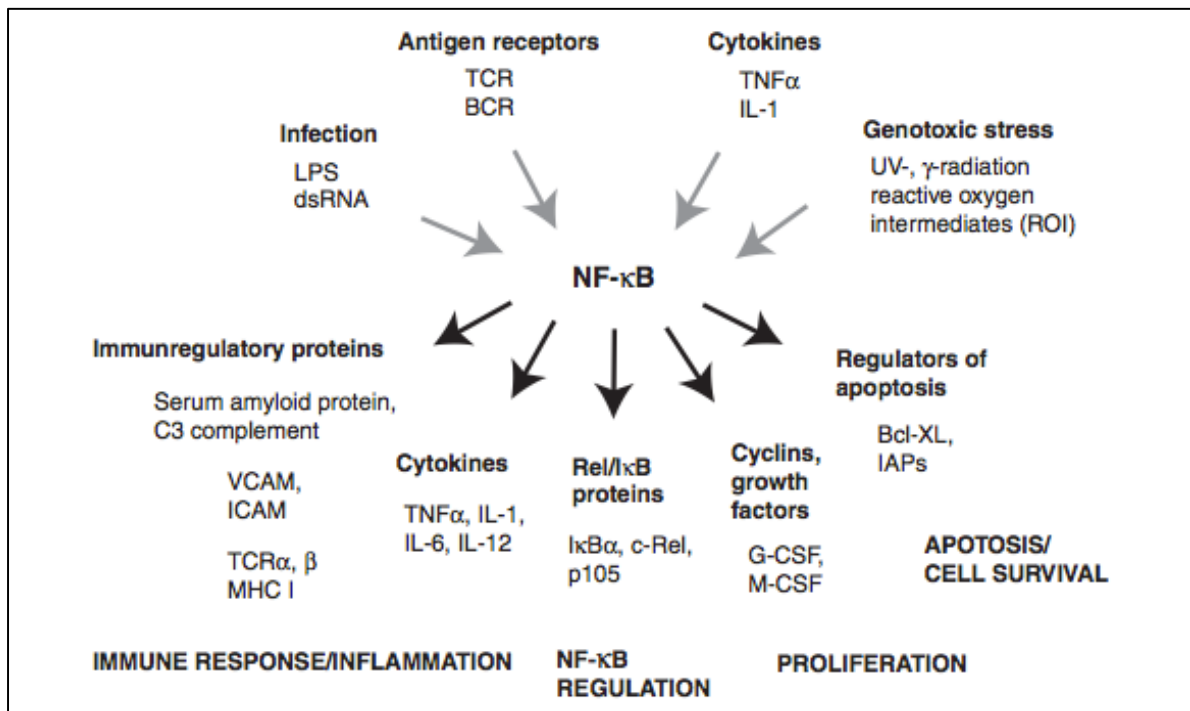 Antigen receptors
TCR
BCR
Cytokines
TNFα
IL-1
Infection
LPS
dsRNA
Genotoxic stress
UV-, γ-radiation
reactive oxygen
intermediates (ROI)
NF-κB
Immunregulatory proteins
Serum amyloid protein,
C3 complement
VCAM,
ICAM
TCRα, β
MHC I
Cytokines
TNFα, IL-1,
IL-6, IL-12
Rel/IκB
proteins
IκBα, c-Rel,
p105
Cyclins,
growth
factors
G-CSF,
M-CSF
Regulators of
apoptosis
Bcl-XL,
IAPs
APOTOSIS/
CELL SURVIVAL
IMMUNE RESPONSE/INFLAMMATION
NF-κB
REGULATION
PROLIFERATION